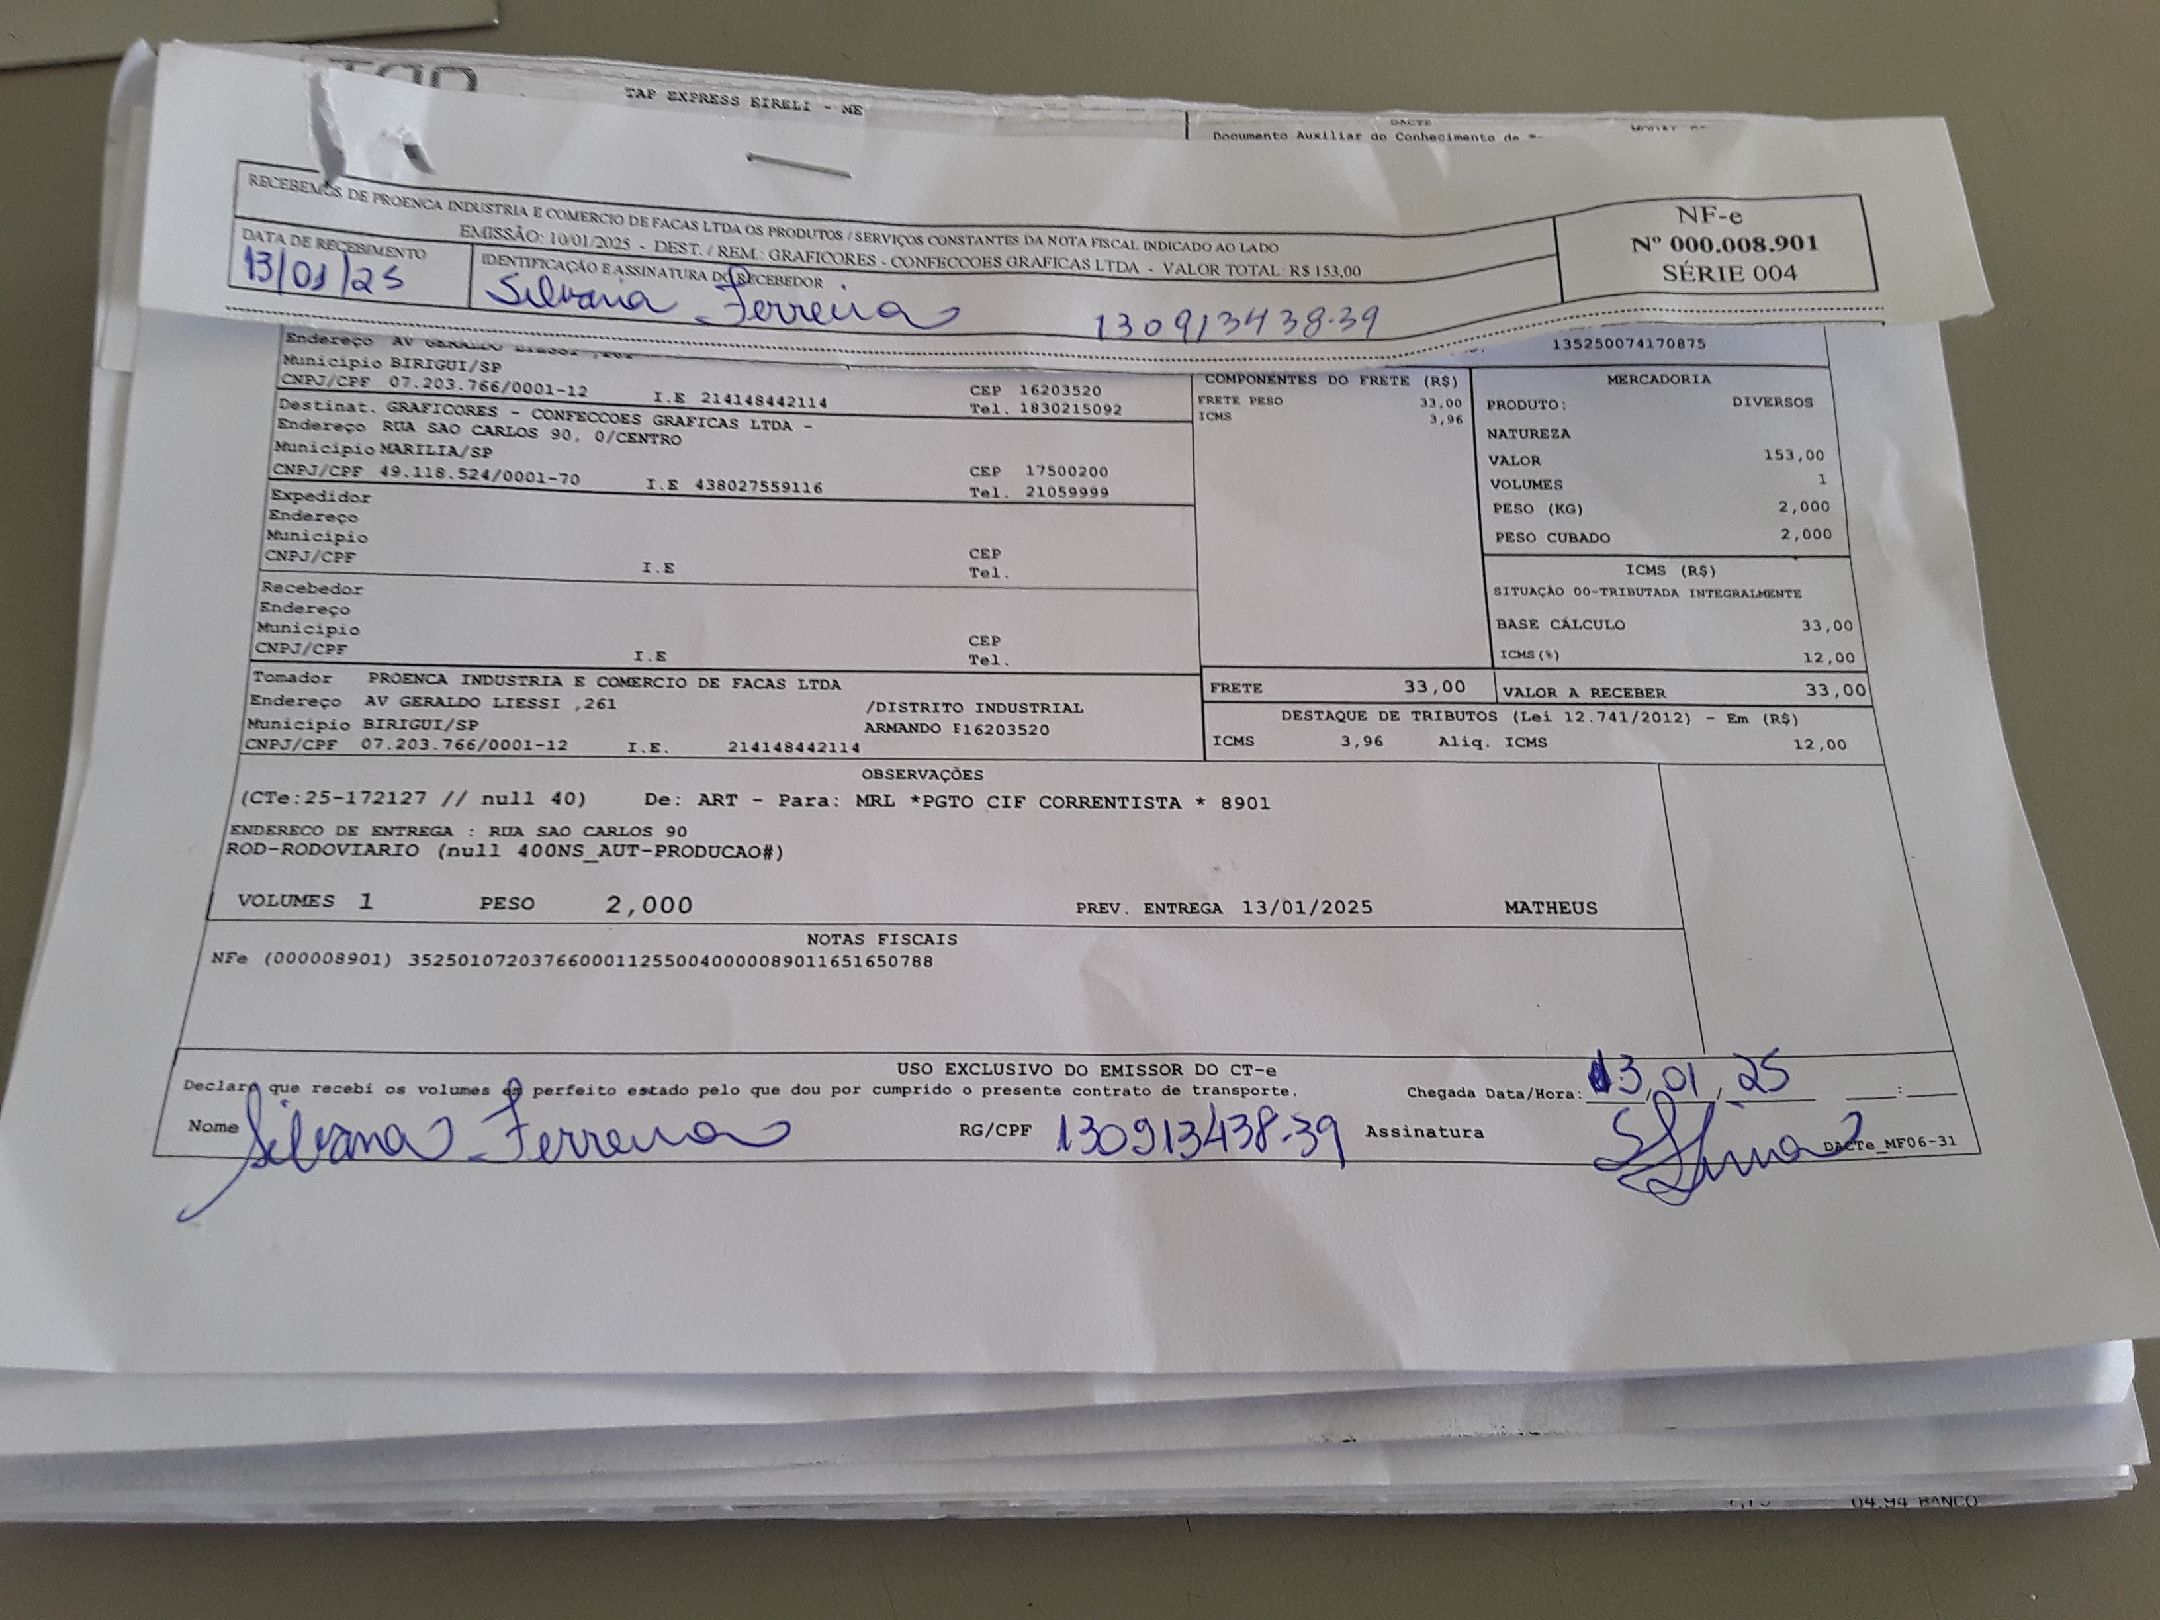 TAP EXPRESS EIRELI - ME
DACTE
Documento Auxiliar do Conhecimento de
RECEBEMOS DE PROENCA INDUSTRIA E COMERCIO DE FACAS LTDA OS PRODUTOS / SERVIÇOS CONSTANTES DA NOTA FISCAL INDICADO AO LADO
EMISSÃO: 10/01/2025 - DEST. / REM.: GRAFICORES - CONFECCOES GRAFICAS LTDA - VALOR TOTAL: R$ 153,00
NF-e
Nº 000.008.901
SÉRIE 004
DATA DE RECEBIMENTO
13/01/25
IDENTIFICAÇÃO E ASSINATURA DO RECEBEDOR
Silvana Ferreira 130913438-39
135250074170875
Endereço AV GERALDO LIESSI ,261
Município BIRIGUI/SP
CNPJ/CPF 07.203.766/0001-12 I.E 214148442114
CEP 16203520
Tel. 1830215092
Destinat. GRAFICORES - CONFECCOES GRAFICAS LTDA -
Endereço RUA SAO CARLOS 90, 0/CENTRO
Município MARILIA/SP
CNPJ/CPF 49.118.524/0001-70 I.E 438027559116
CEP 17500200
Tel. 21059999
Expedidor
Endereço
Município
CNPJ/CPF I.E
CEP
Tel.
Recebedor
Endereço
Município
CNPJ/CPF I.E
CEP
Tel.
Tomador PROENCA INDUSTRIA E COMERCIO DE FACAS LTDA
Endereço AV GERALDO LIESSI ,261 /DISTRITO INDUSTRIAL
Município BIRIGUI/SP ARMANDO F16203520
CNPJ/CPF 07.203.766/0001-12 I.E. 214148442114
COMPONENTES DO FRETE (R$)
FRETE PESO 33,00
ICMS 3,96
MERCADORIA
PRODUTO: DIVERSOS
NATUREZA
VALOR 153,00
VOLUMES 1
PESO (KG) 2,000
PESO CUBADO 2,000
ICMS (R$)
SITUAÇÃO 00-TRIBUTADA INTEGRALMENTE
BASE CÁLCULO 33,00
ICMS(%) 12,00
FRETE 33,00 VALOR A RECEBER 33,00
DESTAQUE DE TRIBUTOS (Lei 12.741/2012) - Em (R$)
ICMS 3,96 Aliq. ICMS 12,00
OBSERVAÇÕES
(CTe:25-172127 // null 40) De: ART - Para: MRL *PGTO CIF CORRENTISTA * 8901
ENDERECO DE ENTREGA : RUA SAO CARLOS 90
ROD-RODOVIARIO (null 400NS_AUT-PRODUCAO#)
VOLUMES 1 PESO 2,000 PREV. ENTREGA 13/01/2025 MATHEUS
NOTAS FISCAIS
NFe (000008901) 35250107203766000112550040000089011651650788
USO EXCLUSIVO DO EMISSOR DO CT-e
Declaro que recebi os volumes em perfeito estado pelo que dou por cumprido o presente contrato de transporte. Chegada Data/Hora: 13/01/25 ___:___
Nome Silvana Ferreira RG/CPF 130913438-39 Assinatura
DACTe_MF06-31
04.94 BANCO